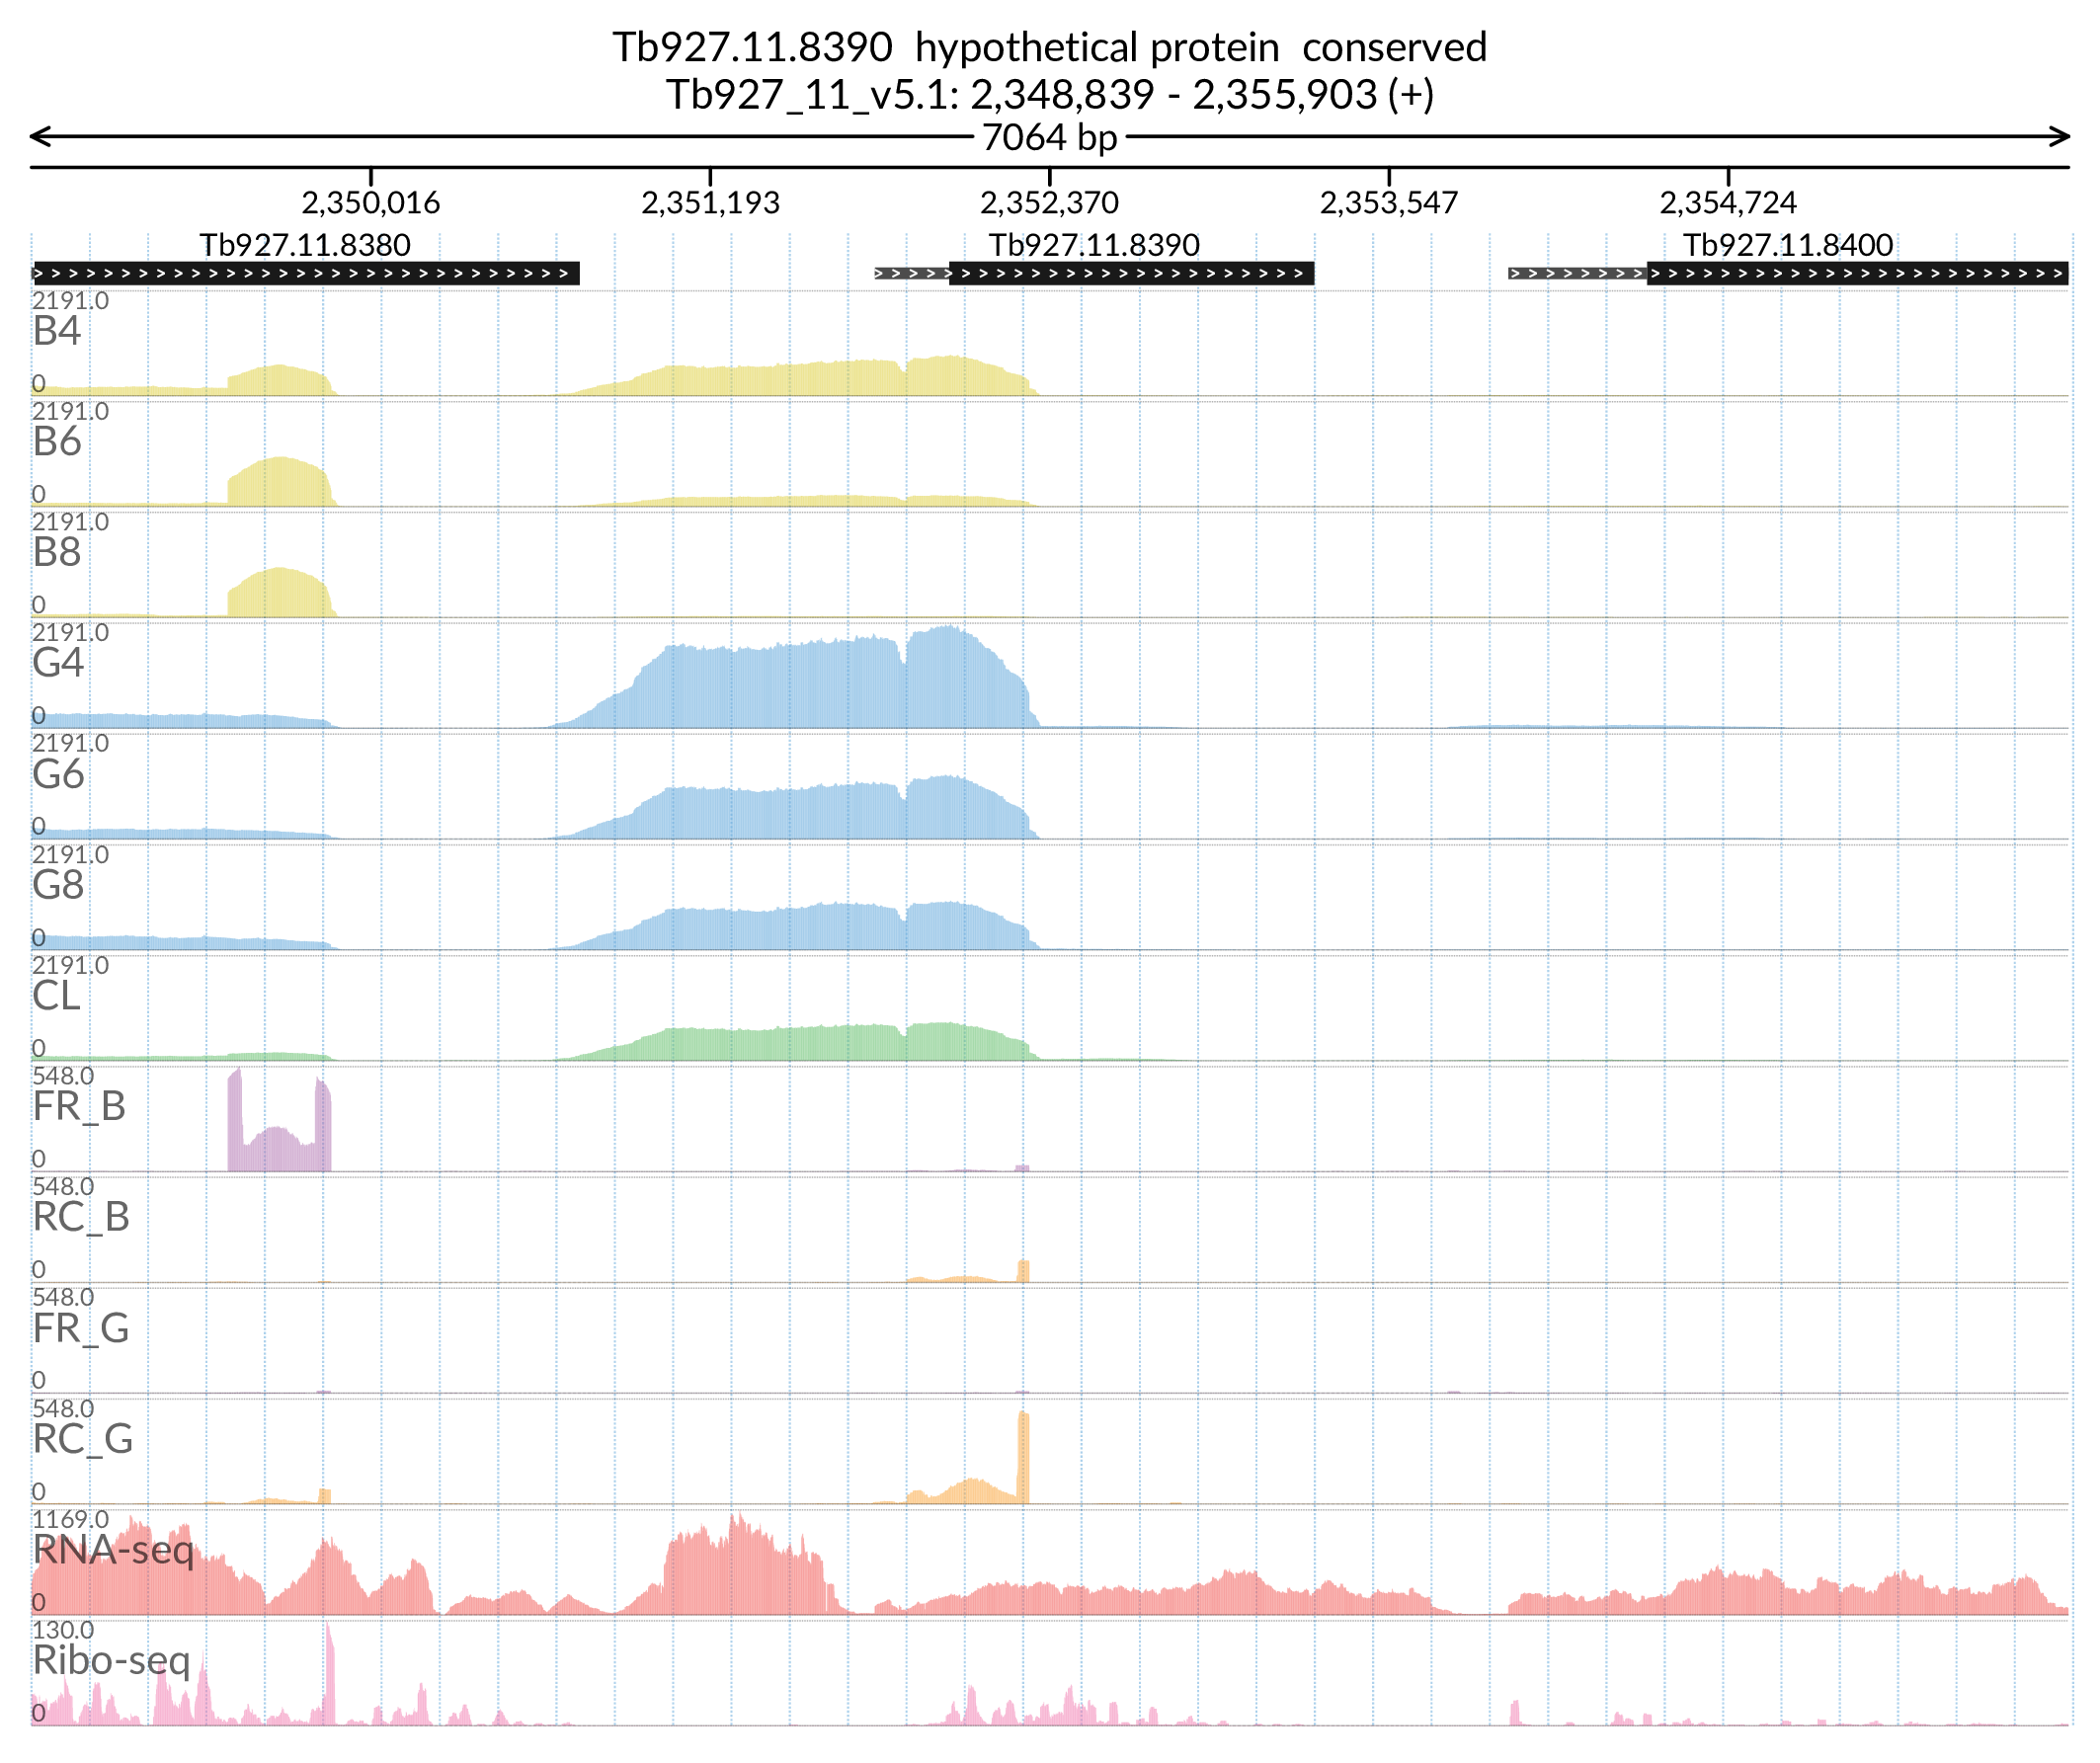 Tb927.11.8390 hypothetical protein conserved
Tb927_11_v5.1: 2,348,839 - 2,355,903 (+)
7064 bp
2,350,016 2,351,193 2,352,370 2,353,547 2,354,724
Tb927.11.8380 Tb927.11.8390 Tb927.11.8400
2191.0
B4
0
2191.0
B6
0
2191.0
B8
0
2191.0
G4
0
2191.0
G6
0
2191.0
G8
0
2191.0
CL
0
548.0
FR_B
0
548.0
RC_B
0
548.0
FR_G
0
548.0
RC_G
0
1169.0
RNA-seq
0
130.0
Ribo-seq
0